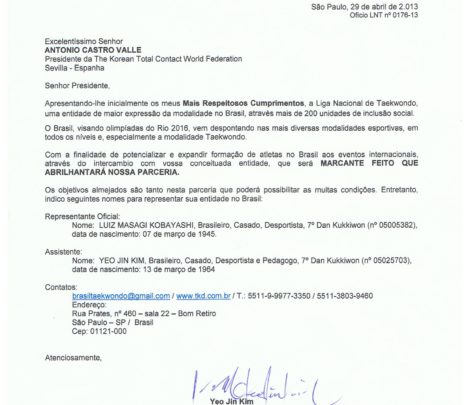 São Paulo, 29 de abril de 2.013
Ofício LNT nº 0176-13
Excelentíssimo Senhor
ANTONIO CASTRO VALLE
Presidente da The Korean Total Contact World Federation
Sevilla - Espanha
Senhor Presidente,
Apresentando-lhe inicialmente os meus Mais Respeitosos Cumprimentos, a Liga Nacional de Taekwondo,
uma entidade de maior expressão da modalidade no Brasil, através mais de 200 unidades de inclusão social.
O Brasil, visando olimpíadas do Rio 2016, vem despontando nas mais diversas modalidades esportivas, em
todos os níveis e, especialmente a modalidade Taekwondo.
Com a finalidade de potencializar e expandir formação de atletas no Brasil aos eventos internacionais,
através do intercambio com vossa conceituada entidade, que será MARCANTE FEITO QUE
ABRILHANTARÁ NOSSA PARCERIA.
Os objetivos almejados são tanto nesta parceria que poderá possibilitar as muitas condições. Entretanto,
indico seguintes nomes para representar sua entidade no Brasil:
Representante Oficial:
Nome: LUIZ MASAGI KOBAYASHI, Brasileiro, Casado, Desportista, 7º Dan Kukkiwon (nº 05005382),
data de nascimento: 07 de março de 1945.
Assistente:
Nome: YEO JIN KIM, Brasileiro, Casado, Desportista e Pedagogo, 7º Dan Kukkiwon (nº 05025703),
data de nascimento: 13 de março de 1964
Contatos:
brasiltaekwondo@gmail.com / www.tkd.com.br / T.: 5511-9-9977-3350 / 5511-3803-9460
Endereço:
Rua Prates, nº 460 – sala 22 – Bom Retiro
São Paulo – SP / Brasil
Cep: 01121-000
Atenciosamente,
Yeo Jin Kim